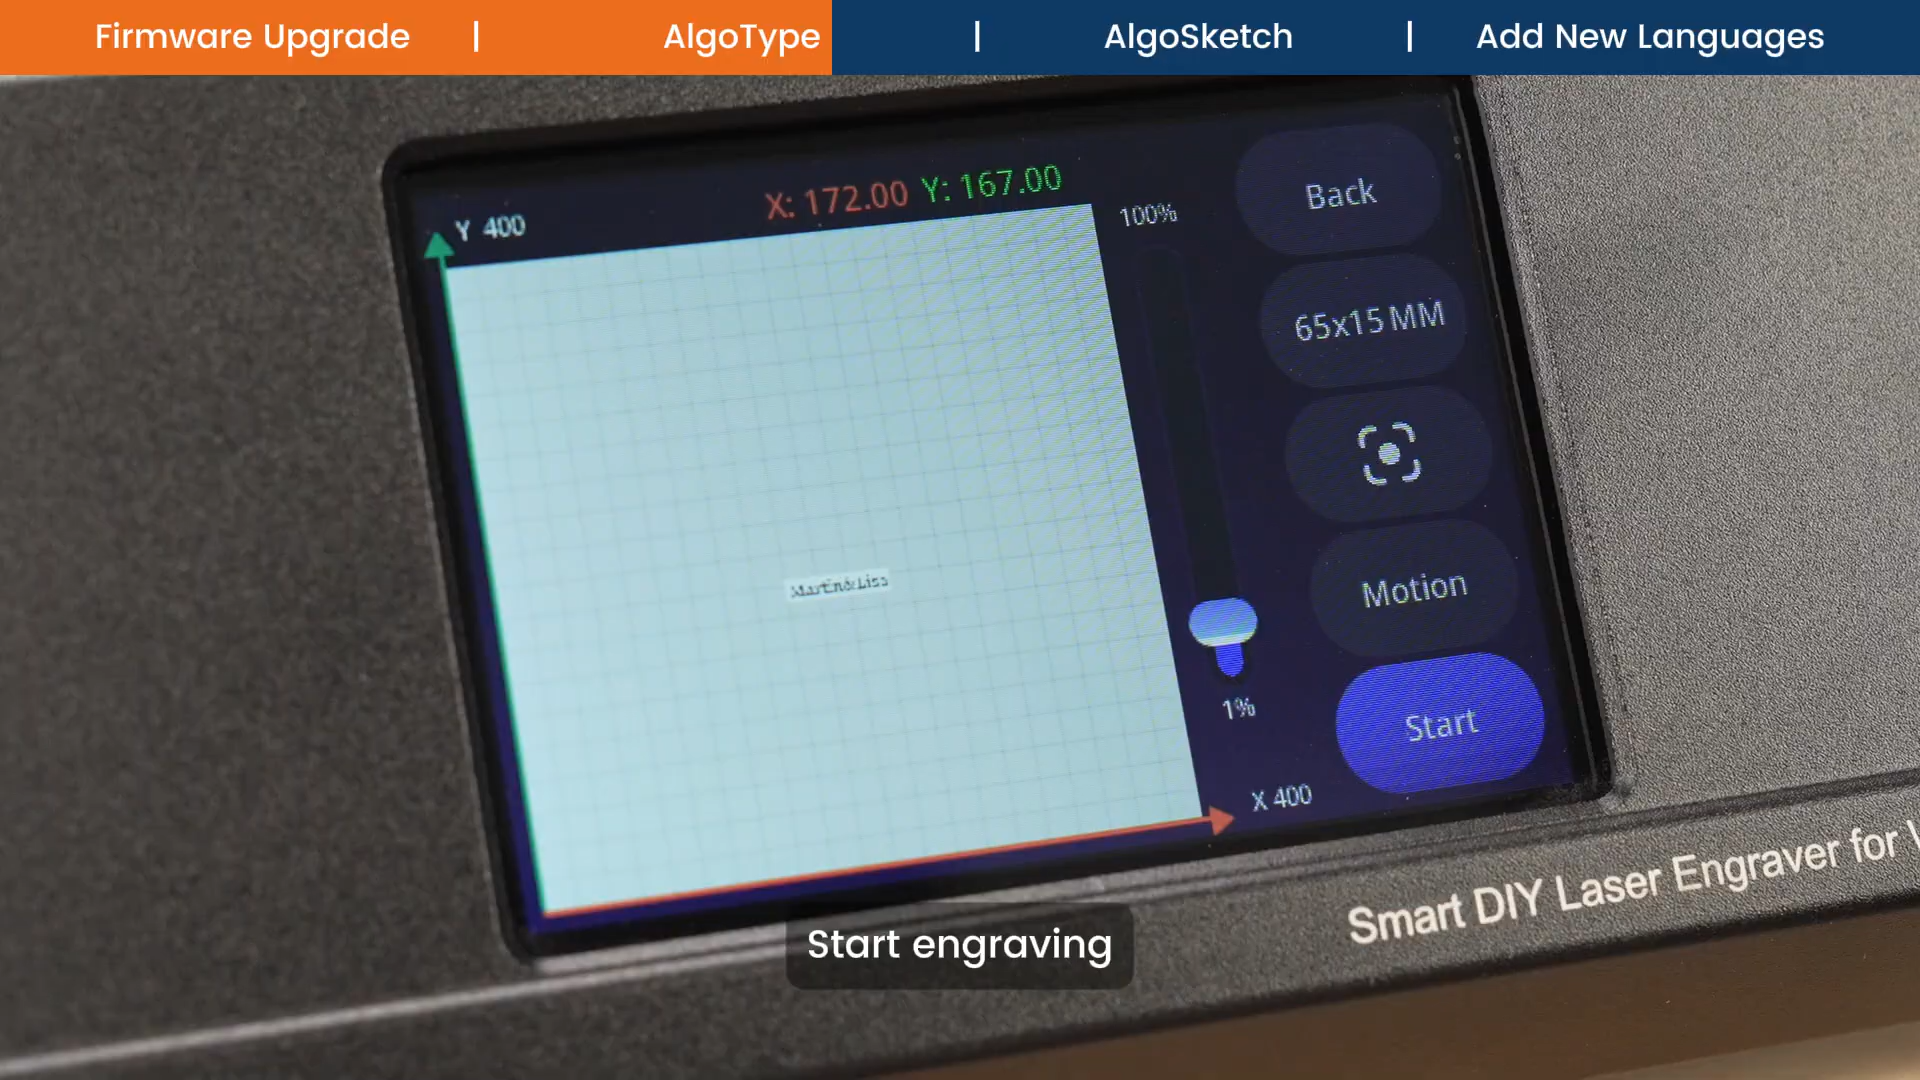 Firmware Upgrade | AlgoType | AlgoSketch | Add New Languages
X: 172.00 Y: 167.00
Y 400
100%
Back
65x15 MM
Motion
1%
Start
X 400
Smart DIY Laser Engraver for
Start engraving